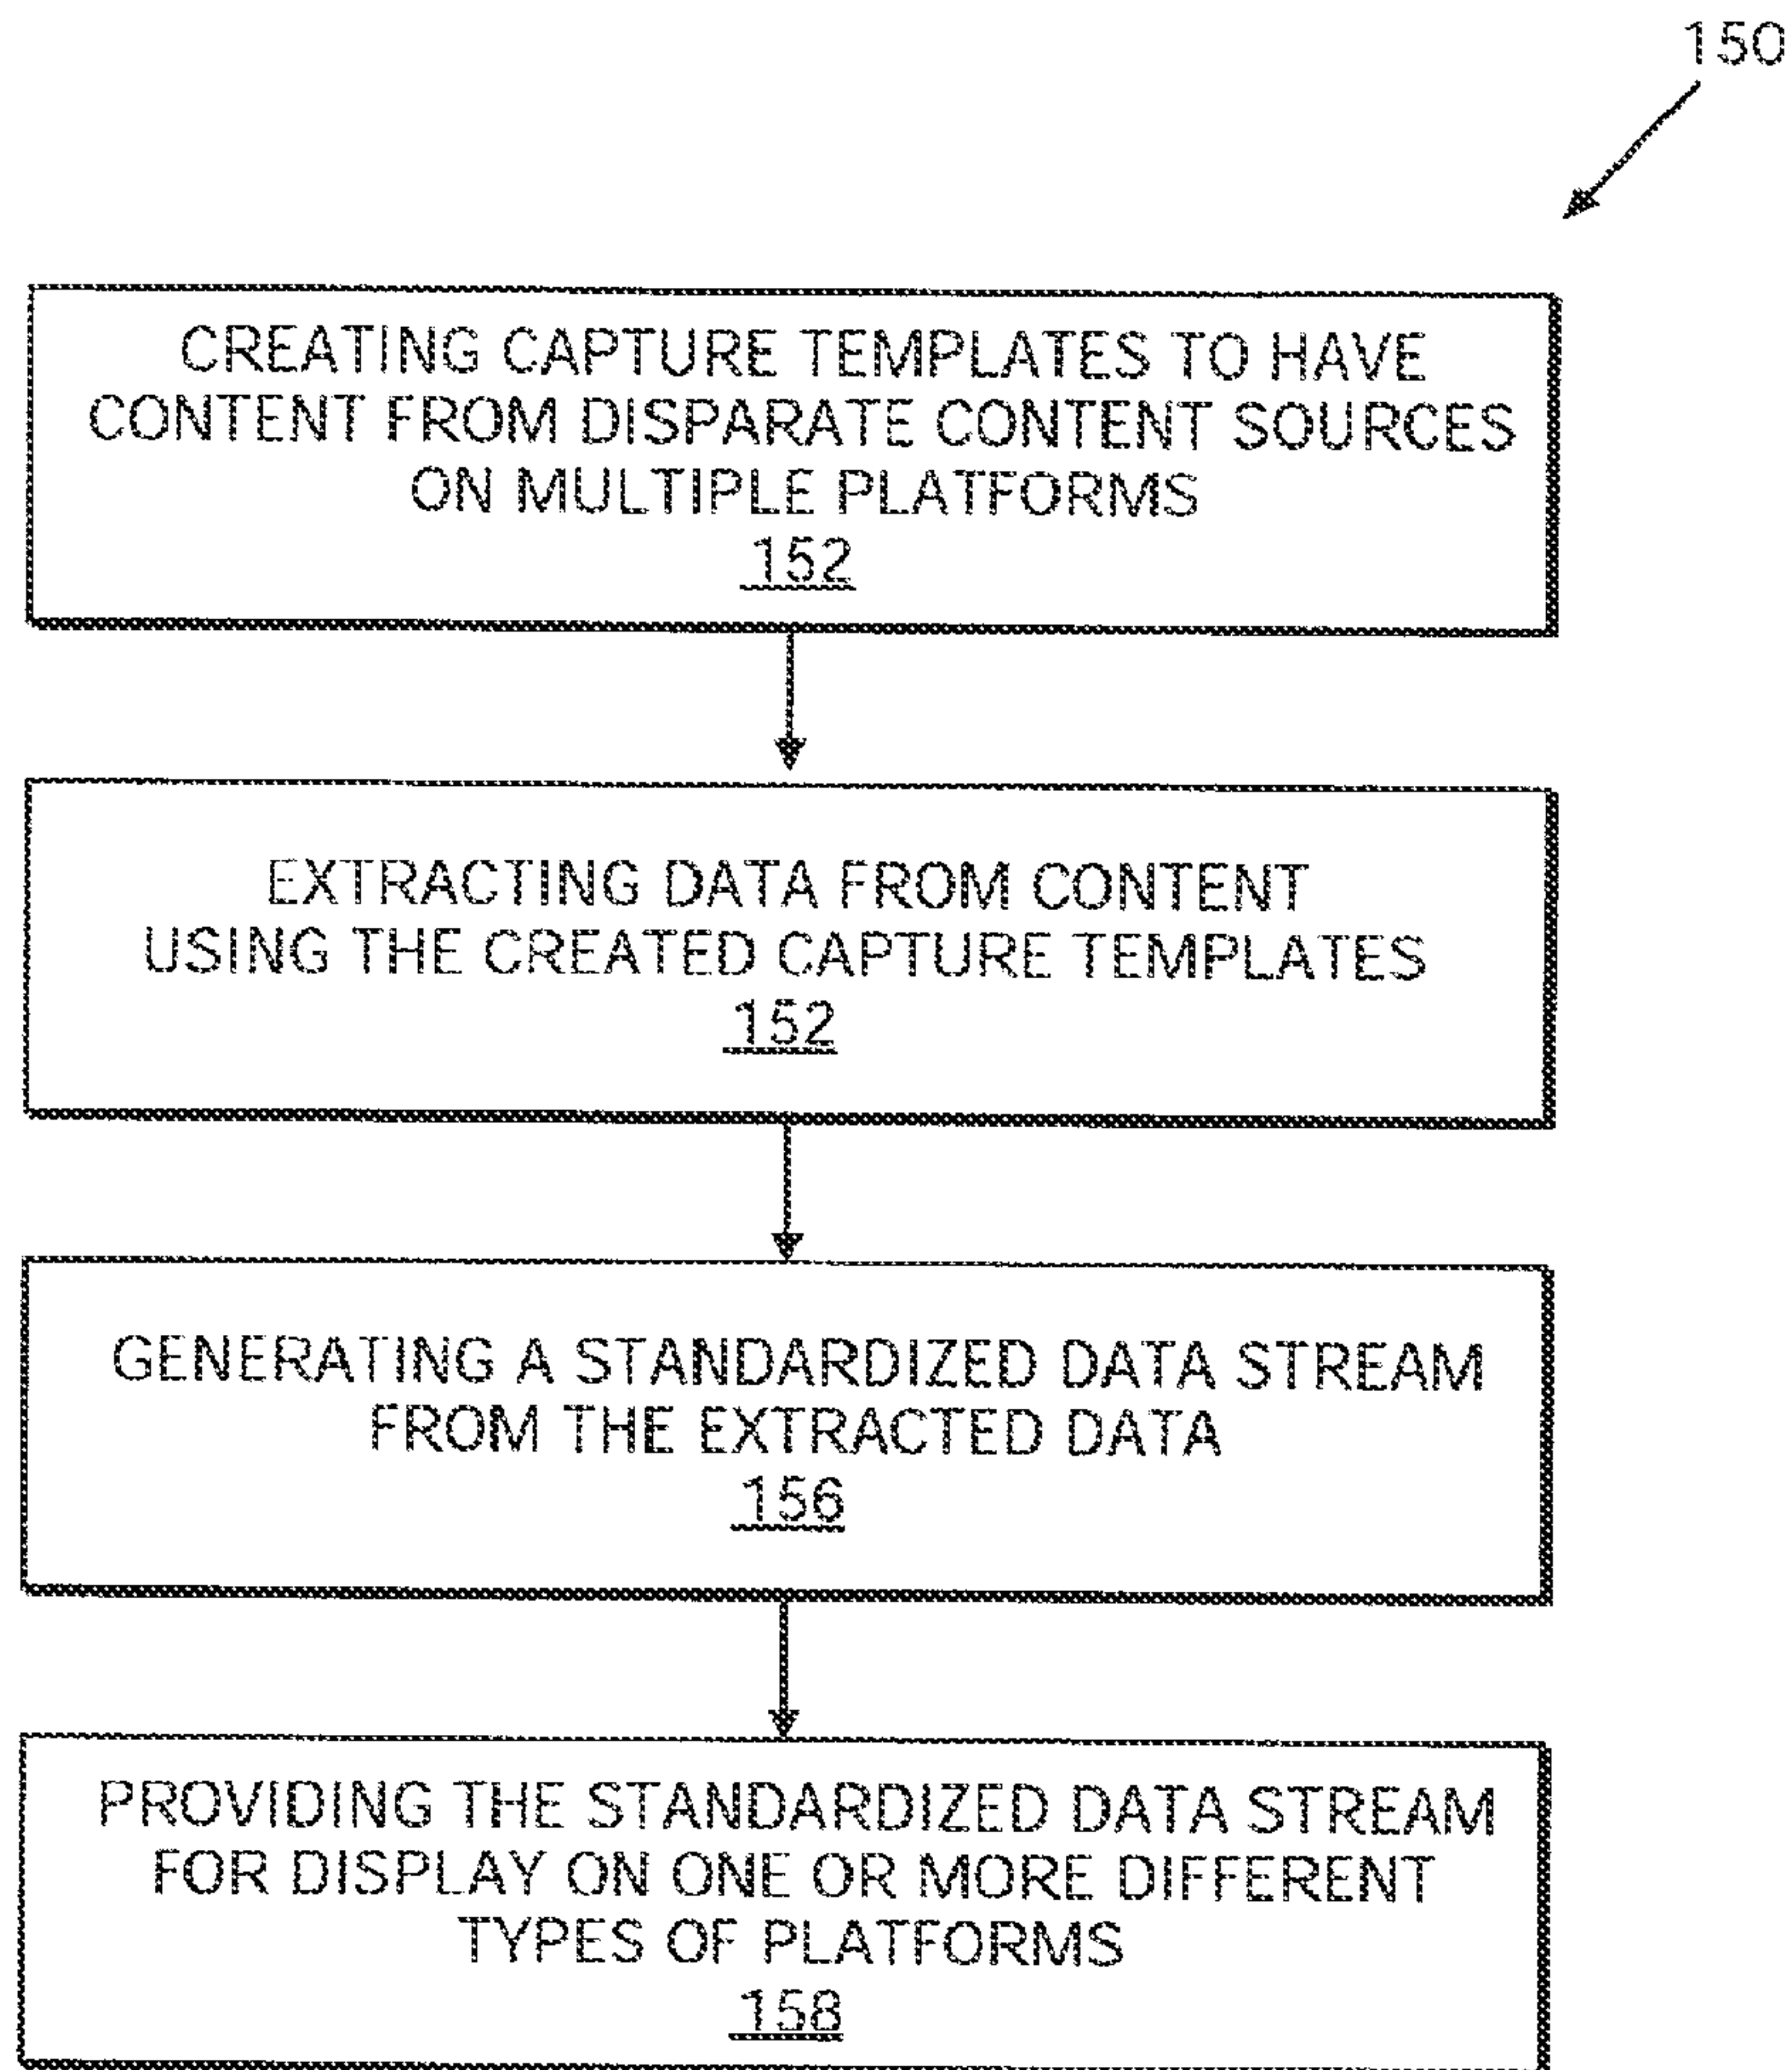 150
CREATING CAPTURE TEMPLATES TO HAVE
CONTENT FROM DISPARATE CONTENT SOURCES
ON MULTIPLE PLATFORMS
152
EXTRACTING DATA FROM CONTENT
USING THE CREATED CAPTURE TEMPLATES
152
GENERATING A STANDARDIZED DATA STREAM
FROM THE EXTRACTED DATA
156
PROVIDING THE STANDARDIZED DATA STREAM
FOR DISPLAY ON ONE OR MORE DIFFERENT
TYPES OF PLATFORMS
158